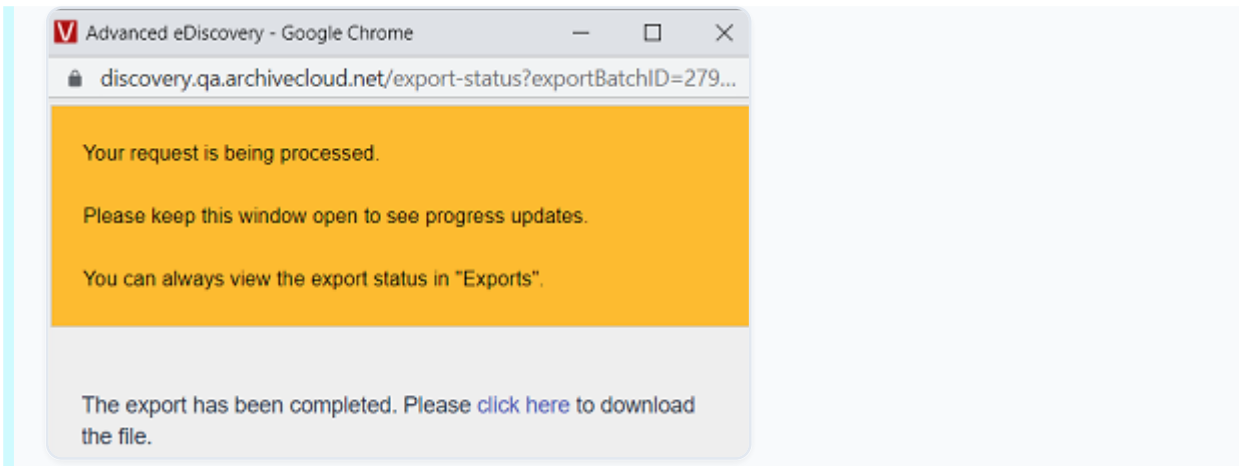 Advanced eDiscovery - Google Chrome
discovery.qa.archivecloud.net/export-status?exportBatchID=279...
Your request is being processed.
Please keep this window open to see progress updates.
You can always view the export status in "Exports".
The export has been completed. Please click here to download
the file.